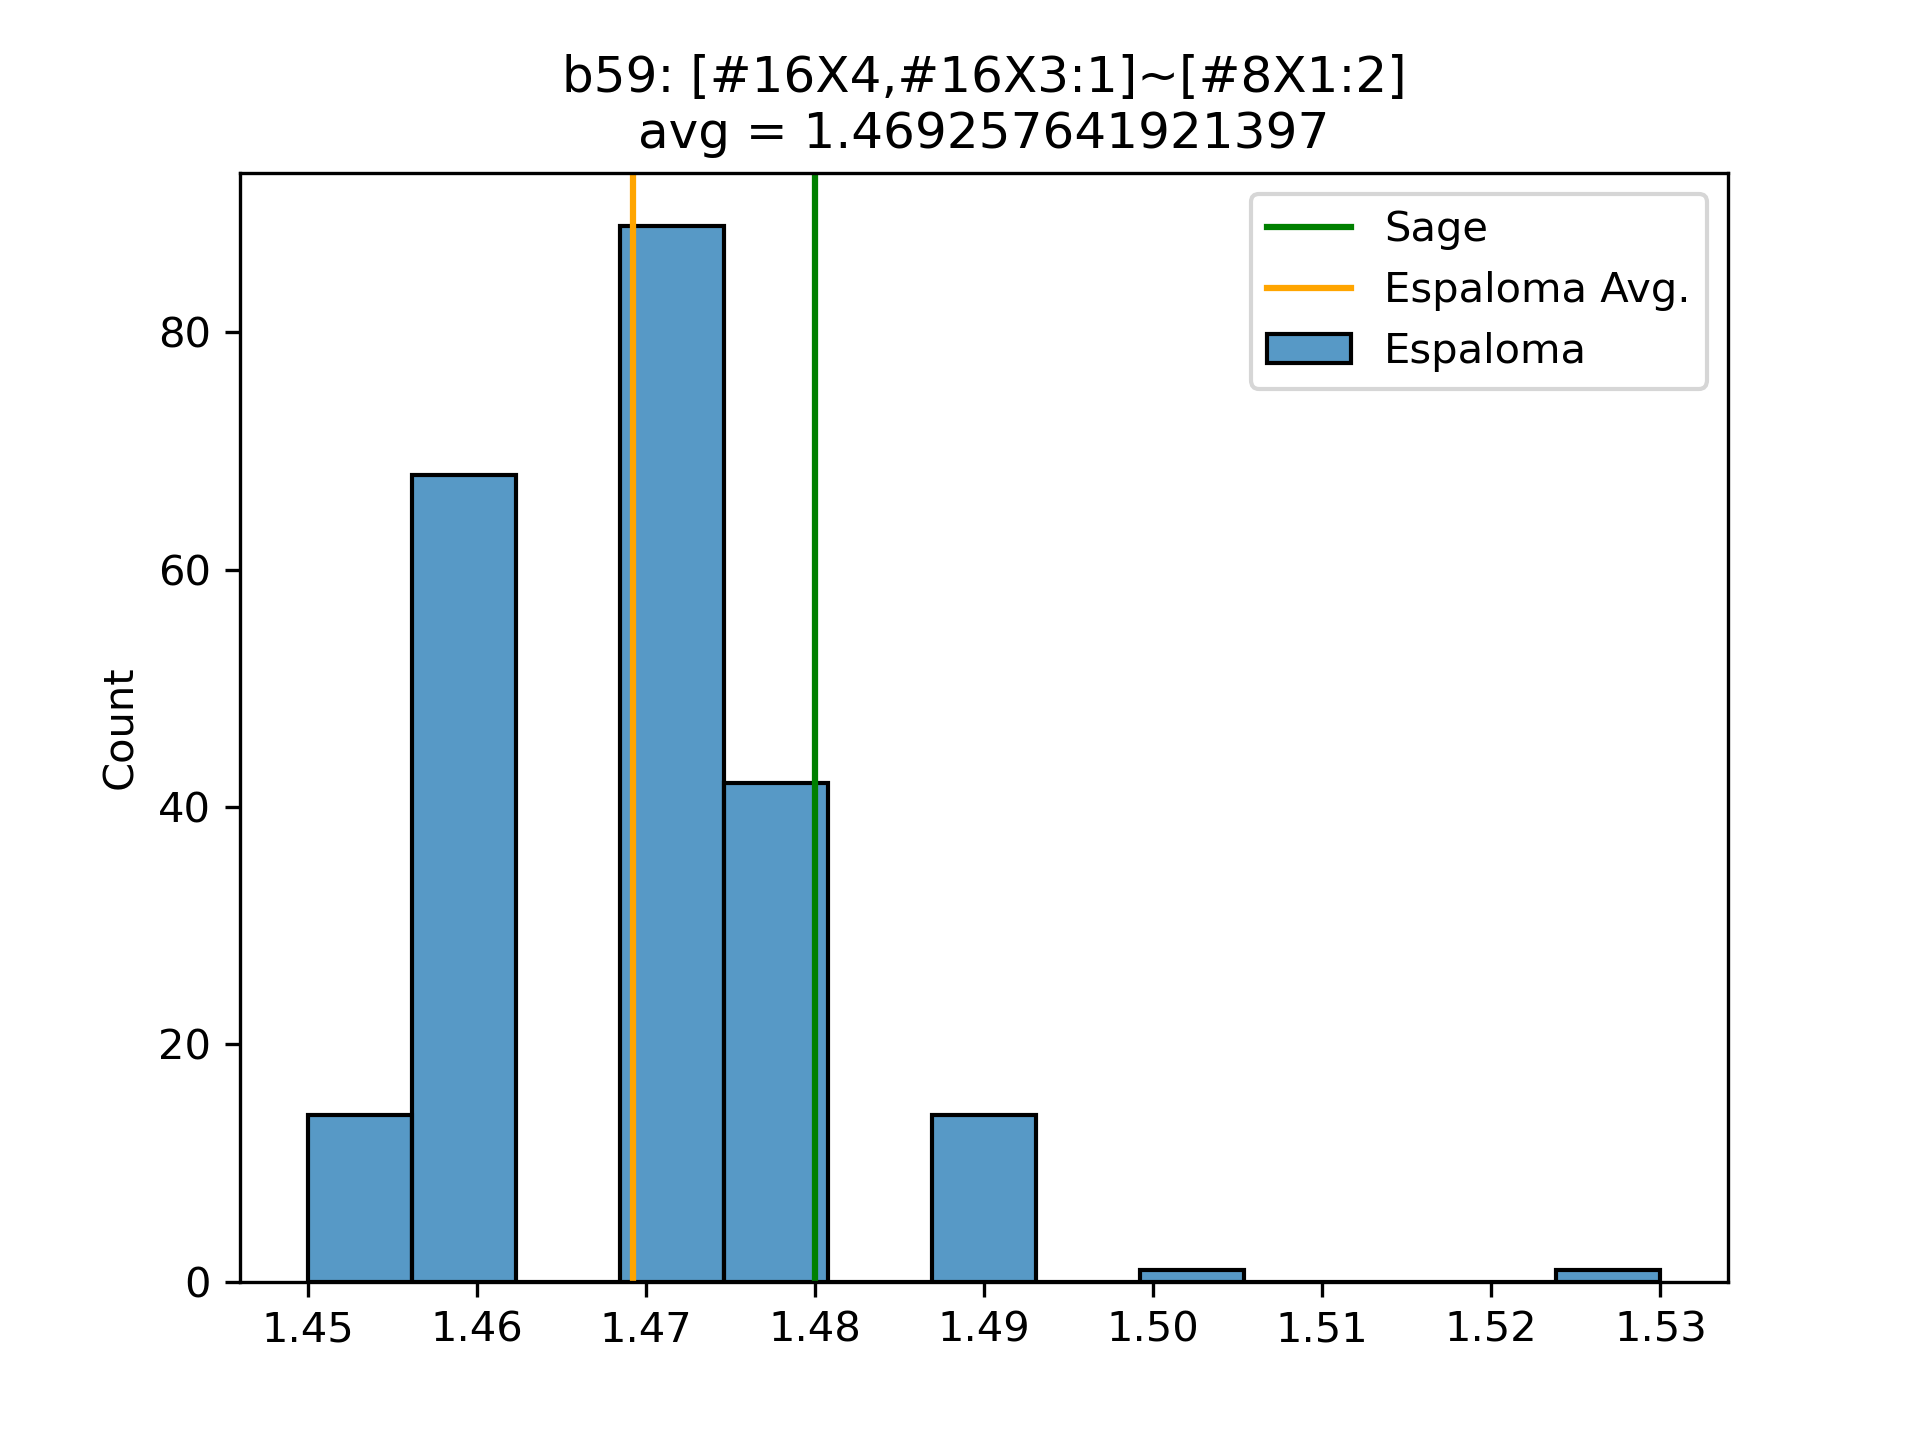 b59: [#16X4,#16X3:1]~[#8X1:2]
avg = 1.469257641921397
Sage
Espaloma Avg.
Espaloma
80
60
40
20
0
Count
1.45 1.46 1.47 1.48 1.49 1.50 1.51 1.52 1.53